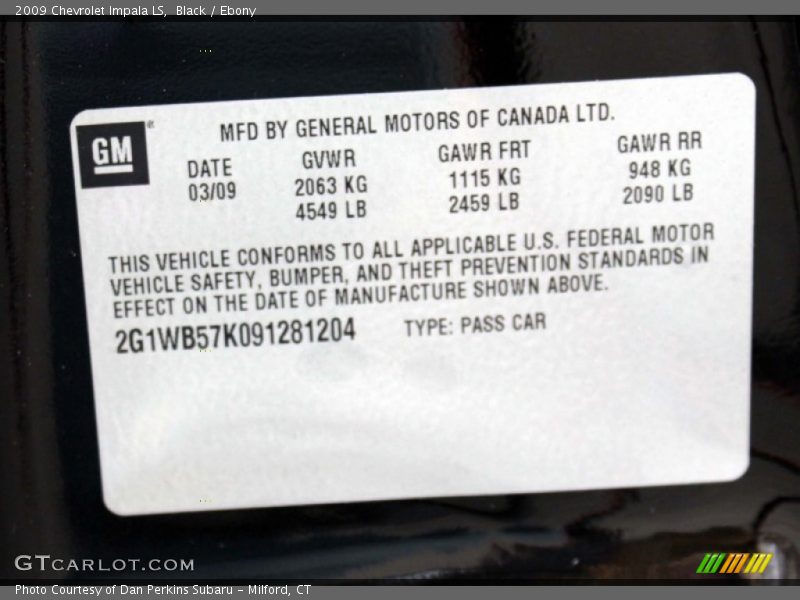 2009 Chevrolet Impala LS, Black / Ebony
GM
MFD BY GENERAL MOTORS OF CANADA LTD.
DATE GVWR GAWR FRT GAWR RR
03/09 2063 KG 1115 KG 948 KG
4549 LB 2459 LB 2090 LB
THIS VEHICLE CONFORMS TO ALL APPLICABLE U.S. FEDERAL MOTOR
VEHICLE SAFETY, BUMPER, AND THEFT PREVENTION STANDARDS IN
EFFECT ON THE DATE OF MANUFACTURE SHOWN ABOVE.
2G1WB57K091281204 TYPE: PASS CAR
GTCARLOT.COM
Photo Courtesy of Dan Perkins Subaru - Milford, CT